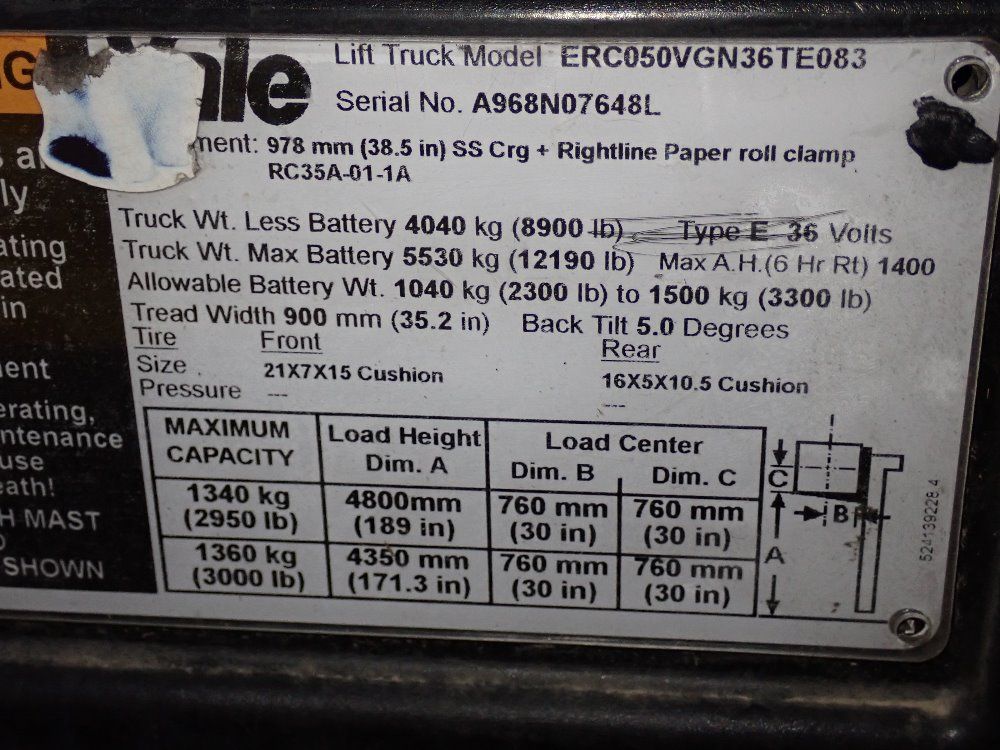 NG
ale
Lift Truck Model ERC050VGN36TE083
Serial No. A968N07648L
ment: 978 mm (38.5 in) SS Crg + Rightline Paper roll clamp
RC35A-01-1A
Truck Wt. Less Battery 4040 kg (8900 lb) Type E 36 Volts
Truck Wt. Max Battery 5530 kg (12190 lb) Max A.H.(6 Hr Rt) 1400
Allowable Battery Wt. 1040 kg (2300 lb) to 1500 kg (3300 lb)
Tread Width 900 mm (35.2 in) Back Tilt 5.0 Degrees
Tire Front Rear
Size 21X7X15 Cushion 16X5X10.5 Cushion
Pressure --- ---
MAXIMUM CAPACITY Load Height Dim. A Load Center Dim. B Dim. C
1340 kg (2950 lb) 4800mm (189 in) 760 mm (30 in) 760 mm (30 in)
1360 kg (3000 lb) 4350 mm (171.3 in) 760 mm (30 in) 760 mm (30 in)
C
B
A
524139228 4
ly
ating
ated
in
ent
erating,
ntenance
use
eath!
H MAST
SHOWN